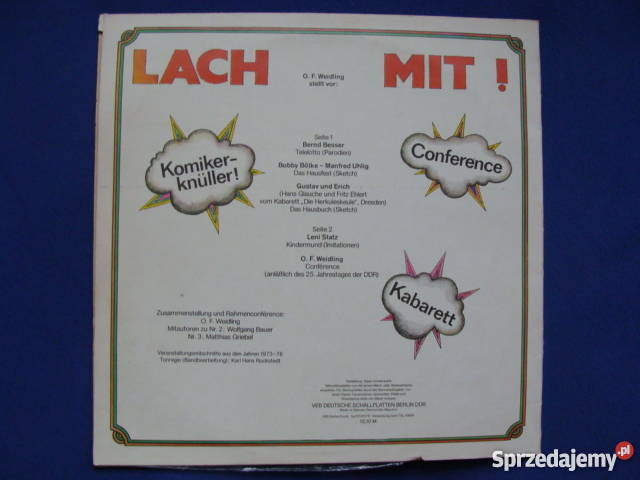 LACH MIT !
O. F. Weidling
stellt vor:
Seite 1
Bernd Besser
Telelotto (Parodien)
Bobby Bölke – Manfred Uhlig
Das Hausfest (Sketch)
Gustav und Erich
(Hans Glauche und Fritz Ehlert
vom Kabarett „Die Herkuleskeule", Dresden)
Das Hausbuch (Sketch)
Seite 2
Leni Statz
Kindermund (Imitationen)
O. F. Weidling
Conférence
(anläßlich des 25. Jahrestages der DDR)
Komiker-
knüller!
Conference
Kabarett
Zusammenstellung und Rahmenconférence:
O. F. Weidling
Mitautoren zu Nr. 2: Wolfgang Bauer
Nr. 3: Matthias Griebel
Veranstaltungsmitschnitte aus den Jahren 1973–76
Tonregie (Bandbearbeitung): Karl Hans Rockstedt
VEB DEUTSCHE SCHALLPLATTEN BERLIN DDR
Sprzedajemy.pl